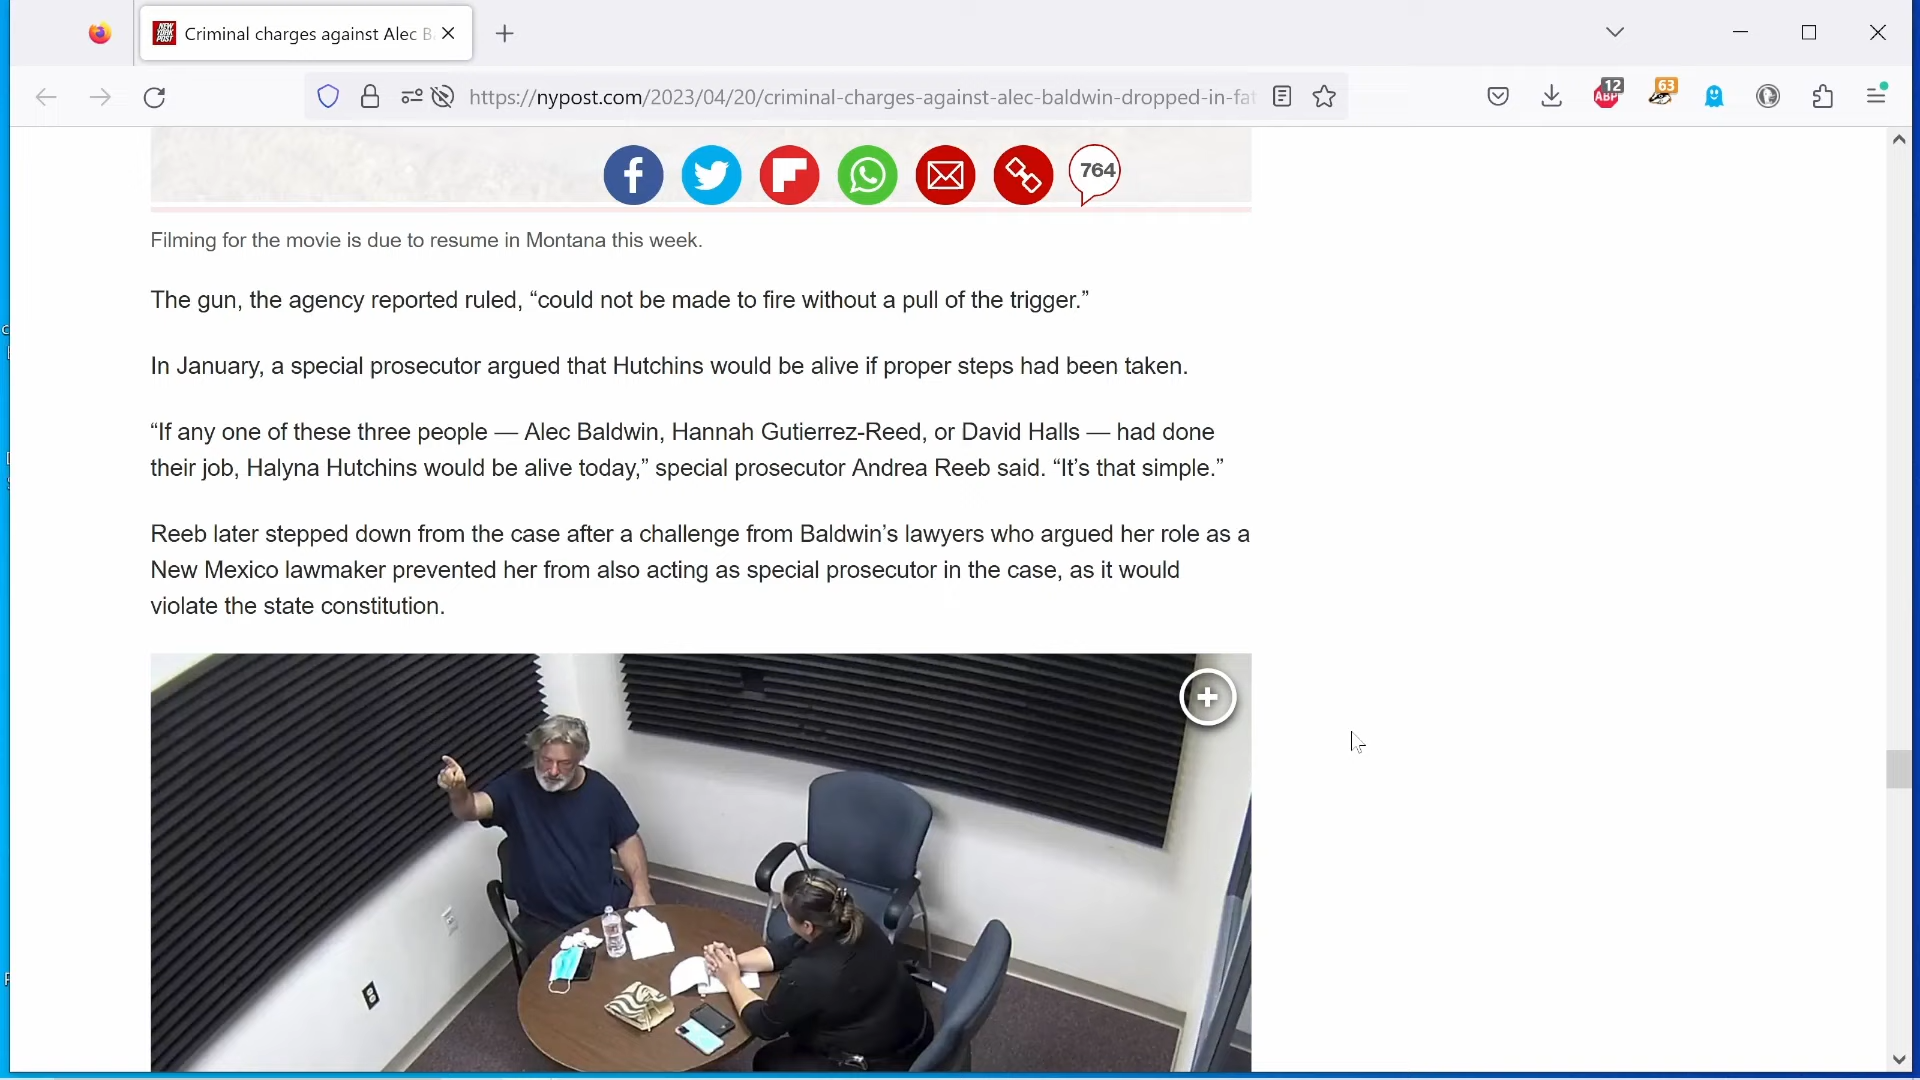 NEW YORK POST
Criminal charges against Alec B
https://nypost.com/2023/04/20/criminal-charges-against-alec-baldwin-dropped-in-fat
12
ABP
63
764
Filming for the movie is due to resume in Montana this week.
The gun, the agency reported ruled, “could not be made to fire without a pull of the trigger.”
In January, a special prosecutor argued that Hutchins would be alive if proper steps had been taken.
“If any one of these three people — Alec Baldwin, Hannah Gutierrez-Reed, or David Halls — had done
their job, Halyna Hutchins would be alive today,” special prosecutor Andrea Reeb said. “It’s that simple.”
Reeb later stepped down from the case after a challenge from Baldwin’s lawyers who argued her role as a
New Mexico lawmaker prevented her from also acting as special prosecutor in the case, as it would
violate the state constitution.